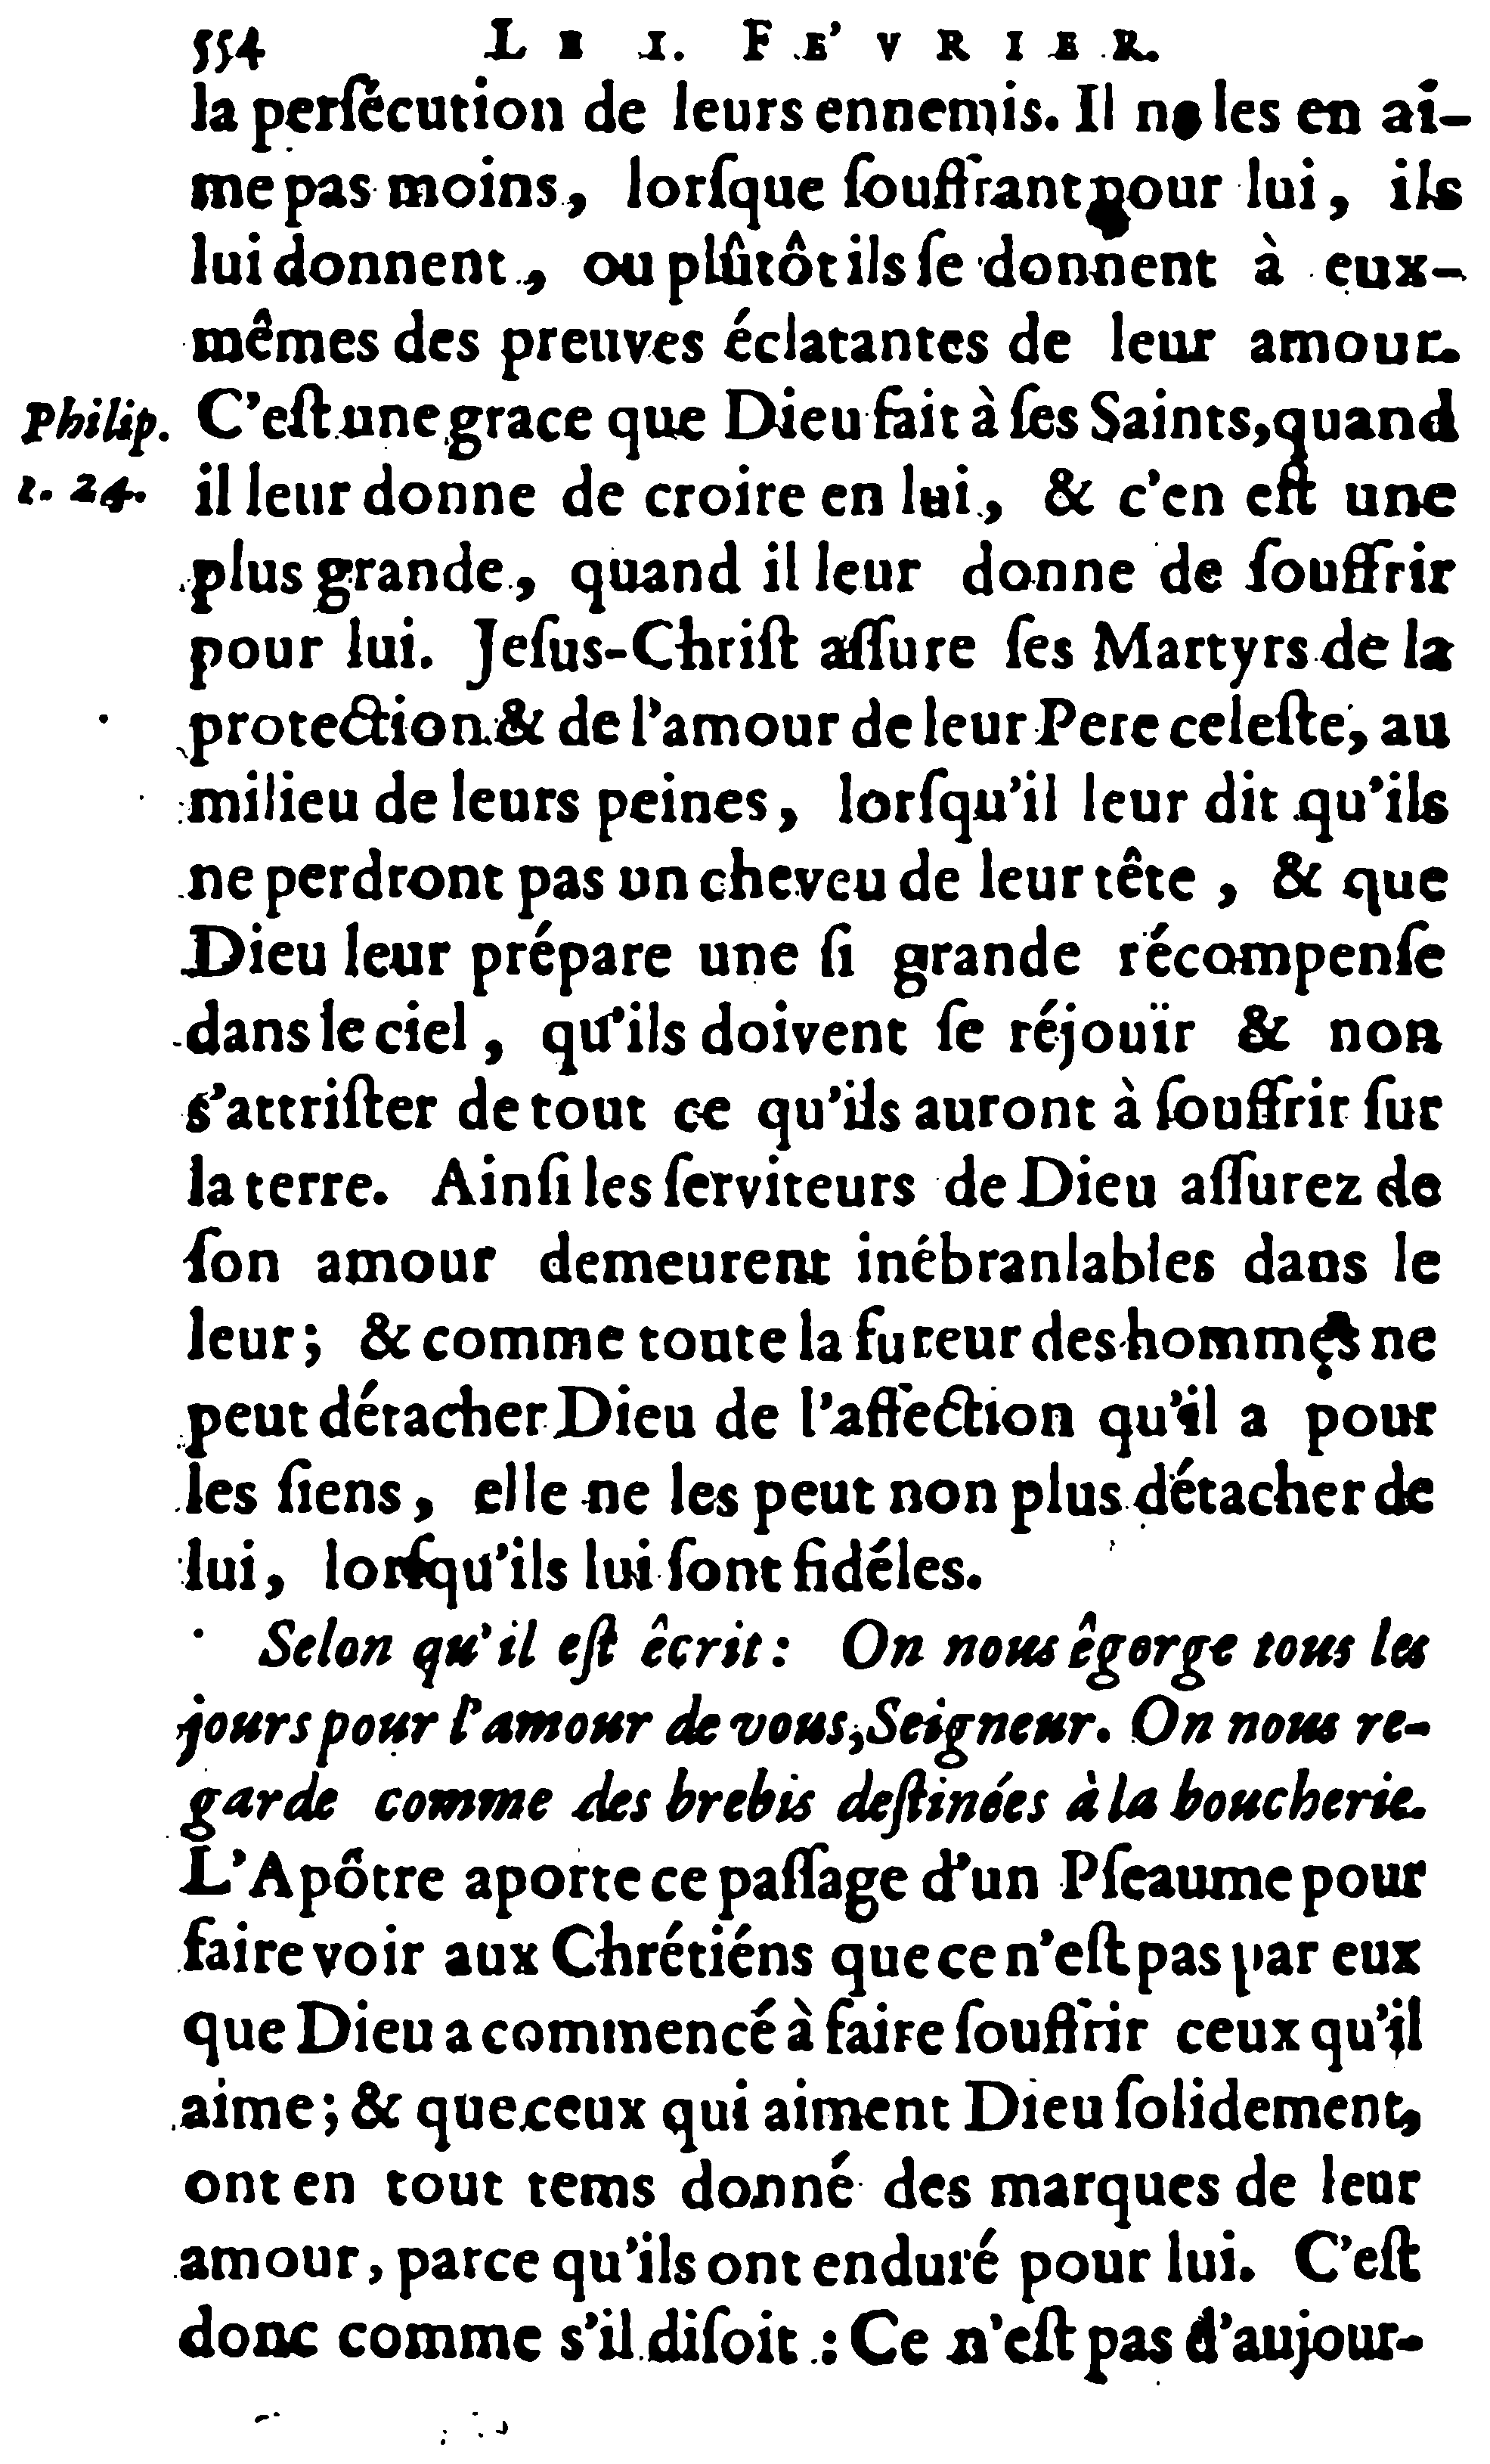 554 LE I. FE'VRIER.
la perſécution de leurs ennemis. Il ne les en ai-
me pas moins, lorſque ſouffrant pour lui, ils
lui donnent, ou plûtôt ils ſe donnent à eux-
mêmes des preuves éclatantes de leur amour.
Philip. C'eſt une grace que Dieu fait à ſes Saints, quand
1. 24. il leur donne de croire en lui, & c'en eſt une
plus grande, quand il leur donne de ſouffrir
pour lui. Jeſus-Chriſt aſſure ſes Martyrs de la
protection & de l'amour de leur Pere celeſte, au
milieu de leurs peines, lorſqu'il leur dit qu'ils
ne perdront pas un cheveu de leur tête, & que
Dieu leur prépare une ſi grande récompenſe
dans le ciel, qu'ils doivent ſe réjouïr & non
s'attriſter de tout ce qu'ils auront à ſouffrir ſur
la terre. Ainſi les ſerviteurs de Dieu aſſurez de
ſon amour demeurent inébranlables dans le
leur; & comme toute la fureur des hommes ne
peut détacher Dieu de l'affection qu'il a pour
les ſiens, elle ne les peut non plus détacher de
lui, lorſqu'ils lui ſont fidéles.
Selon qu'il eſt êcrit: On nous êgorge tous les
jours pour l'amour de vous, Seigneur. On nous re-
garde comme des brebis deſtinées à la boucherie.
L'Apôtre aporte ce paſſage d'un Pſeaume pour
faire voir aux Chrétiéns que ce n'eſt pas par eux
que Dieu a commencé à faire ſouffrir ceux qu'il
aime; & que ceux qui aiment Dieu ſolidement,
ont en tout tems donné des marques de leur
amour, parce qu'ils ont enduré pour lui. C'eſt
donc comme s'il diſoit : Ce n'eſt pas d'aujour-